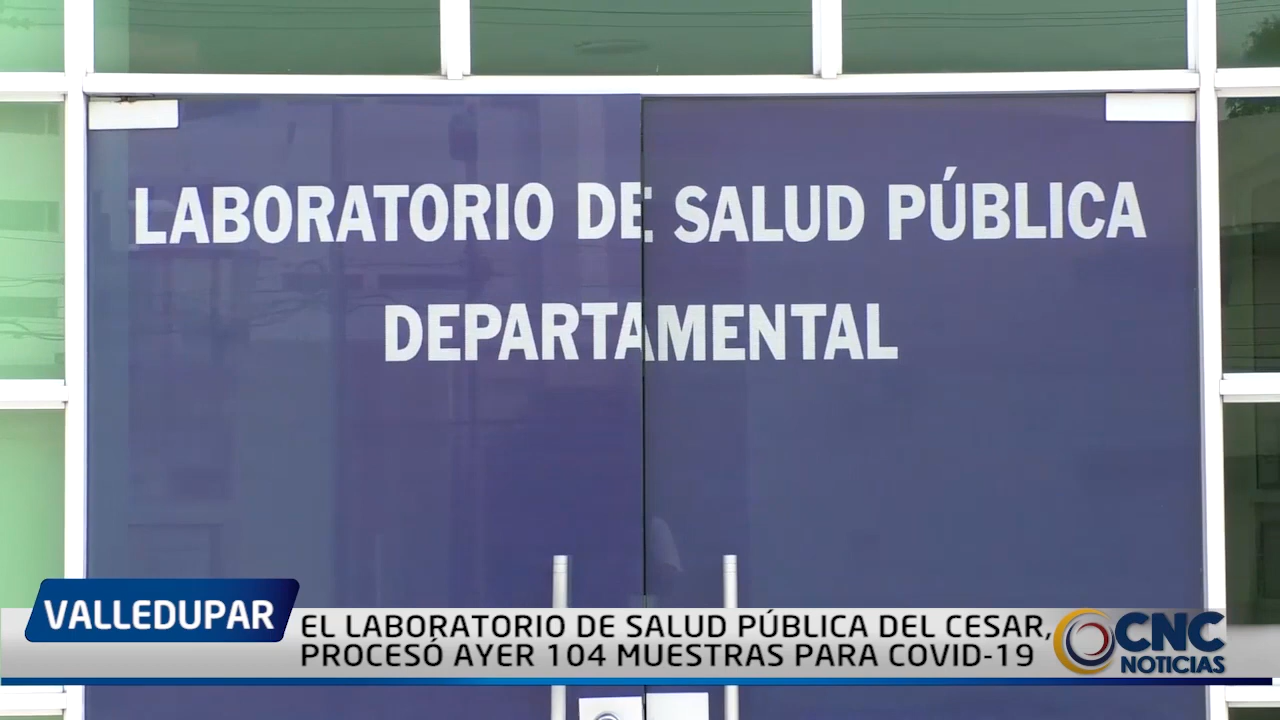 LABORATORIO DE SALUD PÚBLICA
DEPARTAMENTAL
VALLEDUPAR
EL LABORATORIO DE SALUD PÚBLICA DEL CESAR,
PROCESÓ AYER 104 MUESTRAS PARA COVID-19
CNC
NOTICIAS